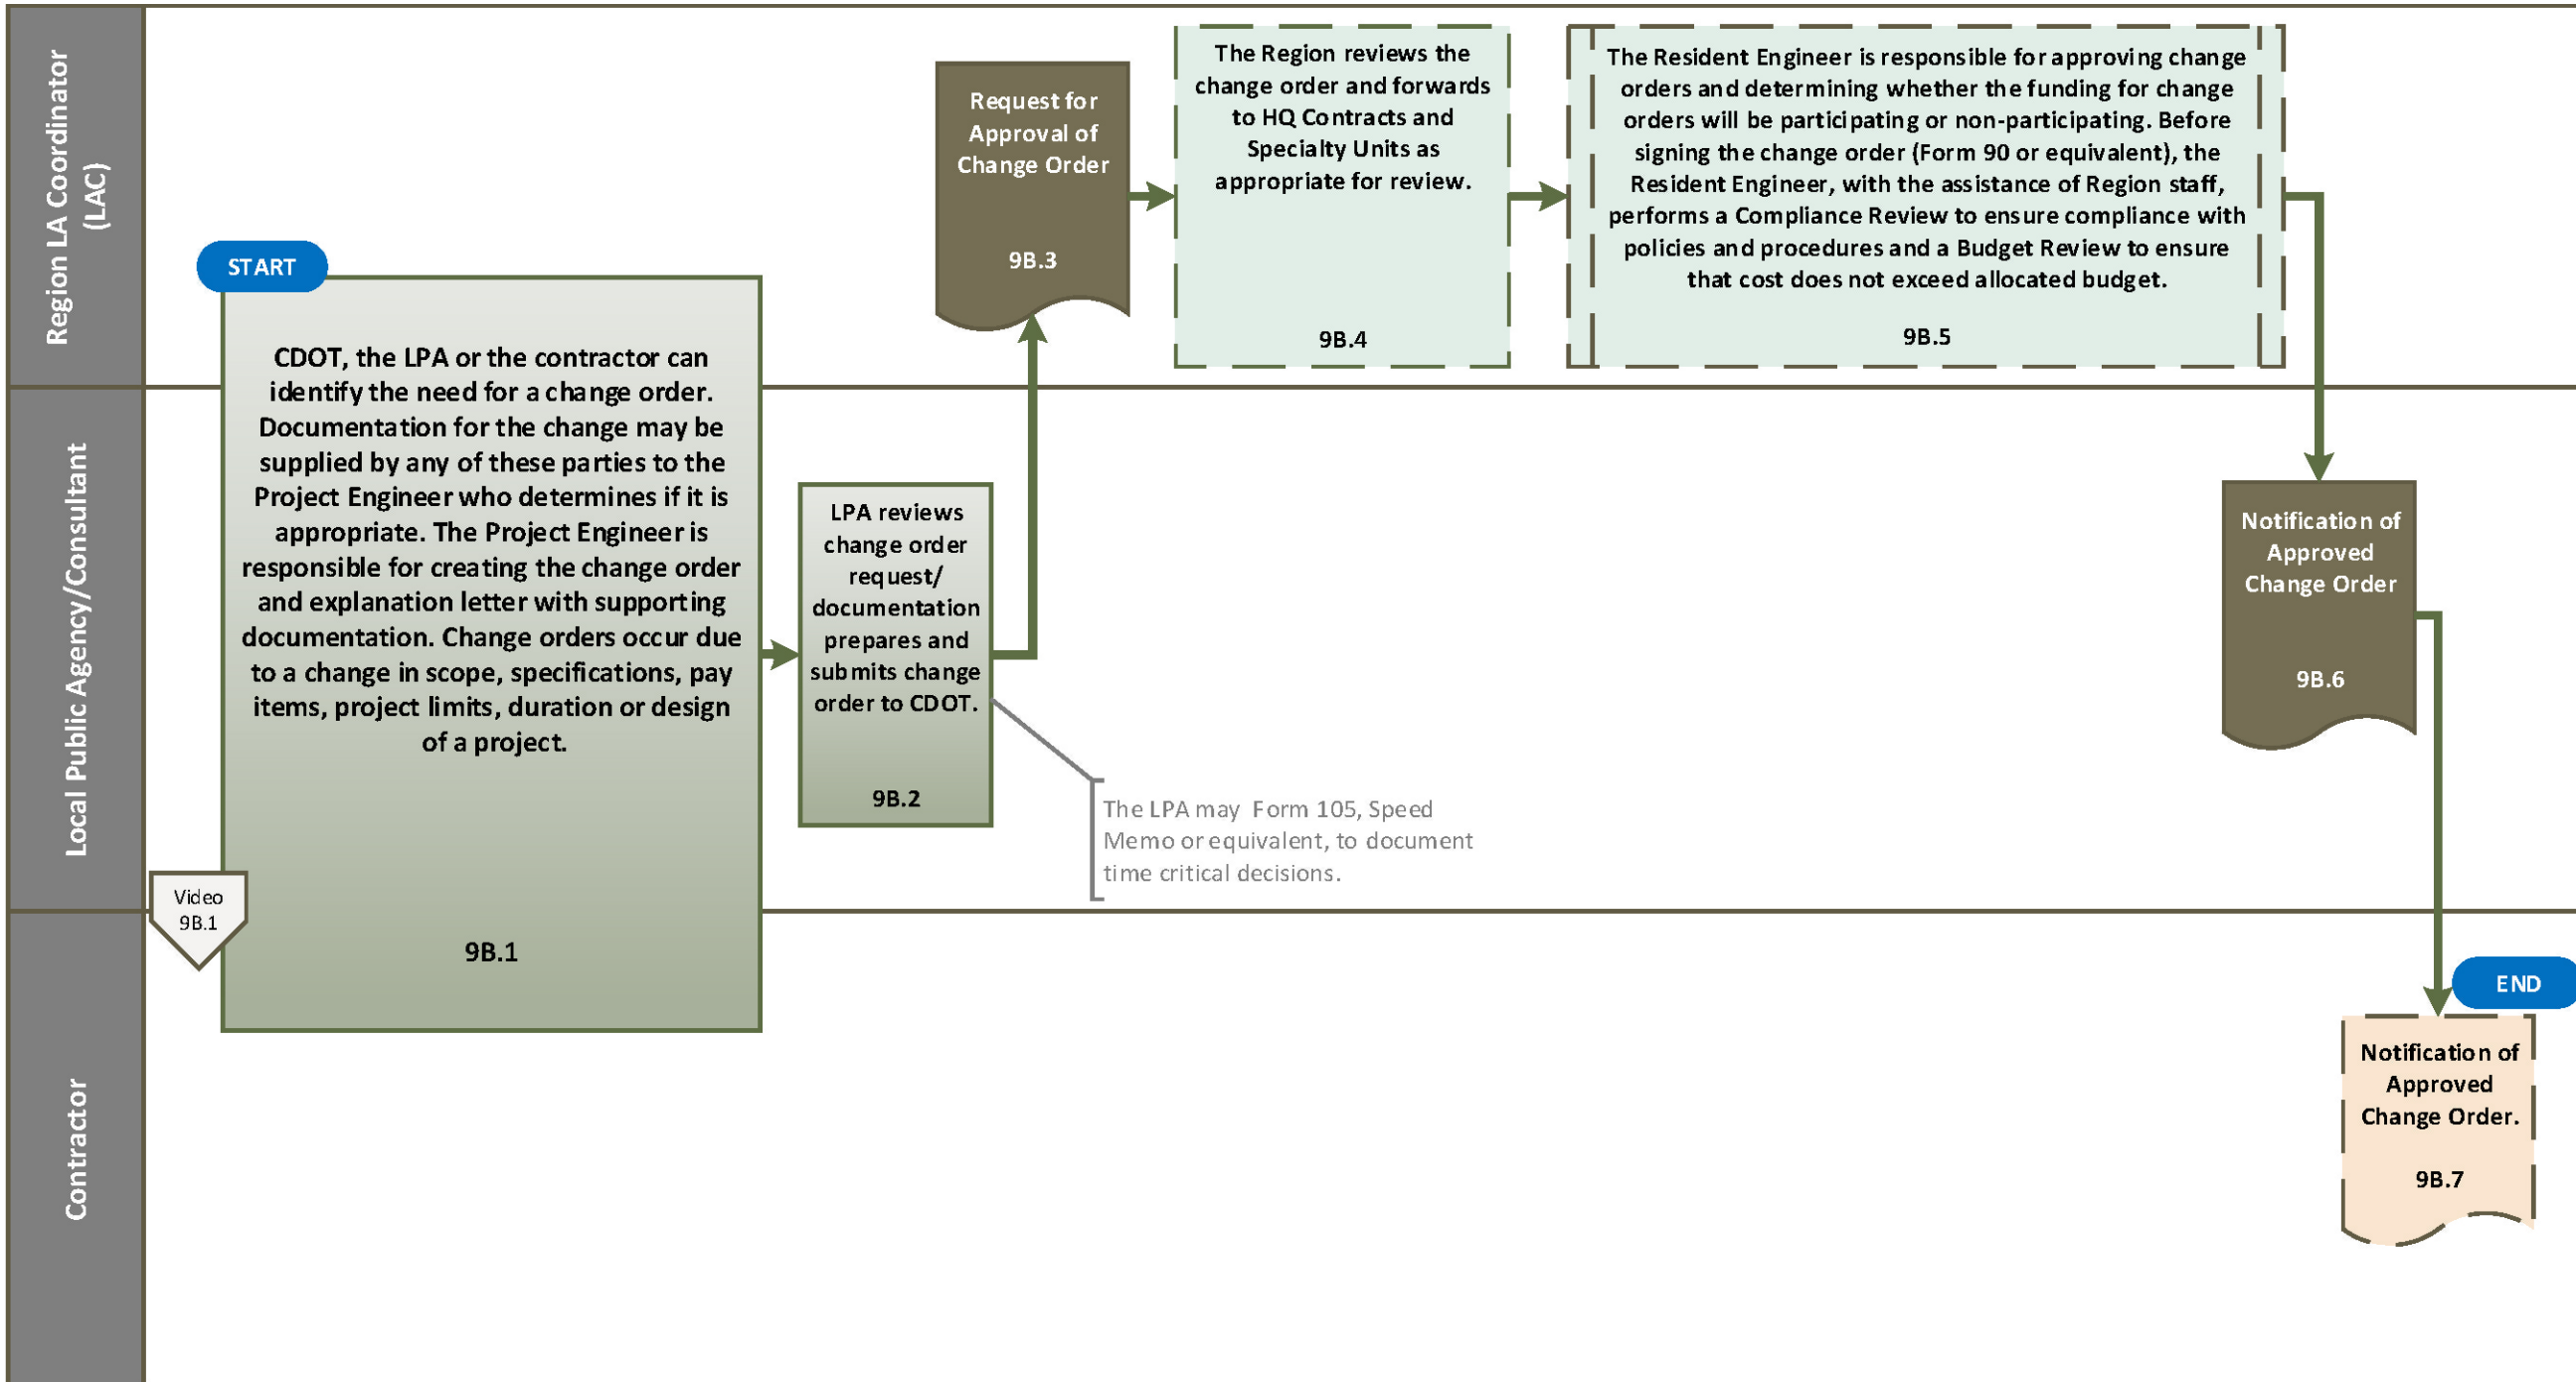 Region LA Coordinator
(LAC)
Local Public Agency/Consultant
Contractor
START
CDOT, the LPA or the contractor can
identify the need for a change order.
Documentation for the change may be
supplied by any of these parties to the
Project Engineer who determines if it is
appropriate. The Project Engineer is
responsible for creating the change order
and explanation letter with supporting
documentation. Change orders occur due
to a change in scope, specifications, pay
items, project limits, duration or design
of a project.
9B.1
Video
9B.1
LPA reviews
change order
request/
documentation
prepares and
submits change
order to CDOT.
9B.2
The LPA may  Form 105, Speed
Memo or equivalent, to document
time critical decisions.
Request for
Approval of
Change Order
9B.3
The Region reviews the
change order and forwards
to HQ Contracts and
Specialty Units as
appropriate for review.
9B.4
The Resident Engineer is responsible for approving change
orders and determining whether the funding for change
orders will be participating or non-participating. Before
signing the change order (Form 90 or equivalent), the
Resident Engineer, with the assistance of Region staff,
performs a Compliance Review to ensure compliance with
policies and procedures and a Budget Review to ensure
that cost does not exceed allocated budget.
9B.5
Notification of
Approved
Change Order
9B.6
END
Notification of
Approved
Change Order.
9B.7